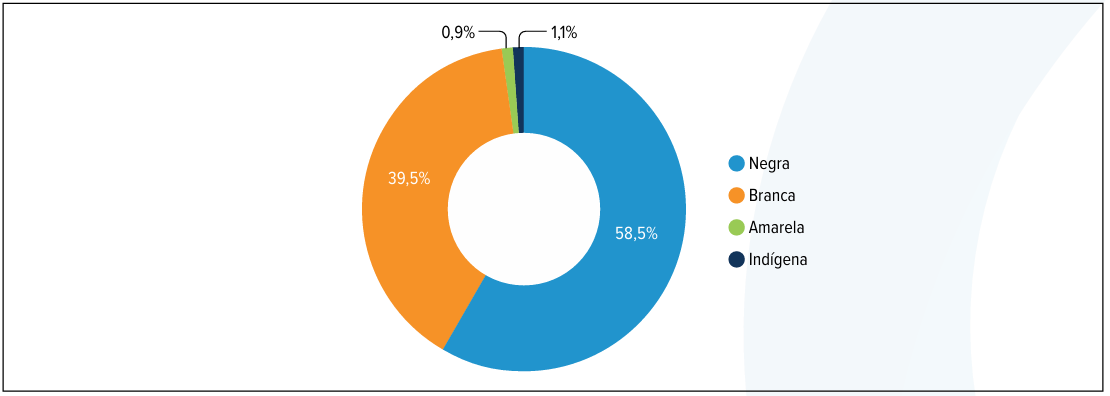 0,9%
1,1%
39,5%
58,5%
Negra
Branca
Amarela
Indígena